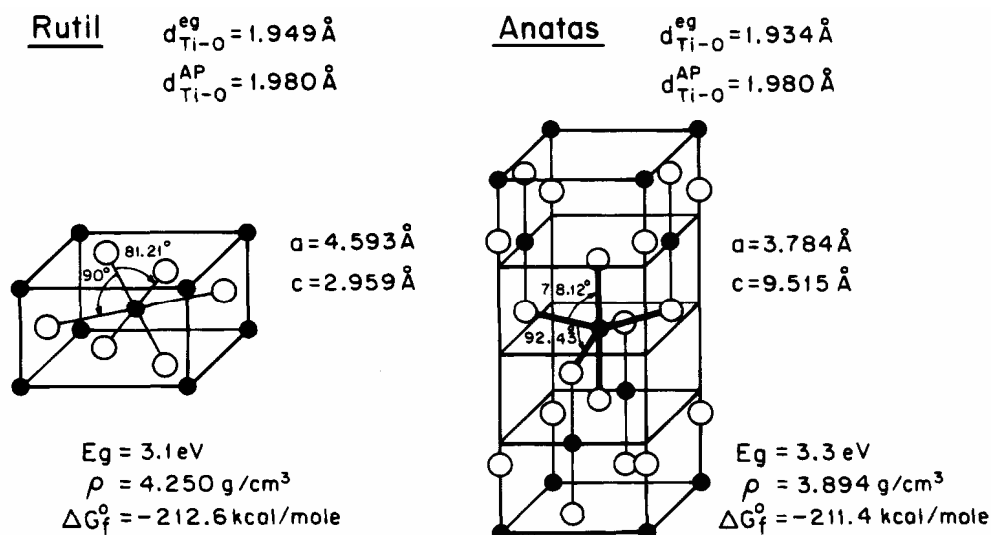 Rutil
d^eg_Ti-O = 1.949 Å
d^AP_Ti-O = 1.980 Å
81.21°
90°
a = 4.593 Å
c = 2.959 Å
Eg = 3.1 eV
ρ = 4.250 g/cm³
ΔG°f = -212.6 kcal/mole
Anatas
d^eg_Ti-O = 1.934 Å
d^AP_Ti-O = 1.980 Å
78.12°
92.43°
a = 3.784 Å
c = 9.515 Å
Eg = 3.3 eV
ρ = 3.894 g/cm³
ΔG°f = -211.4 kcal/mole